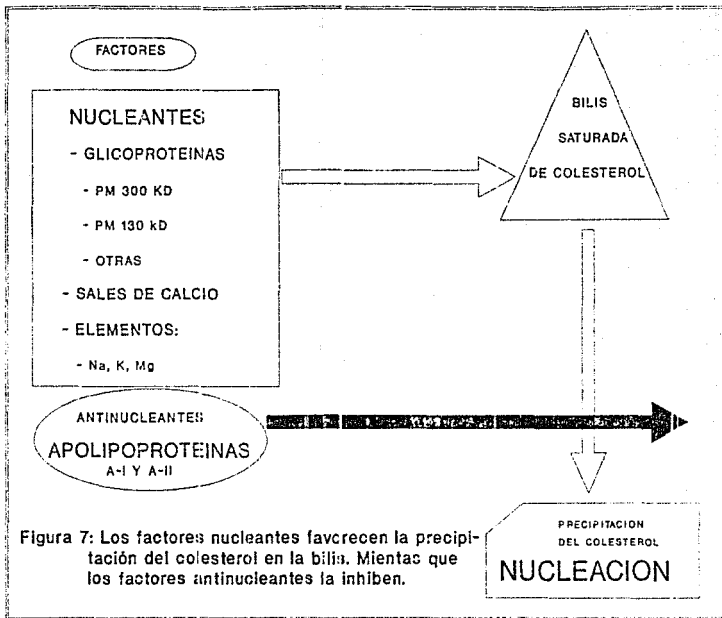 FACTORES
NUCLEANTES
- GLICOPROTEINAS
- PM 300 KD
- PM 130 kD
- OTRAS
- SALES DE CALCIO
- ELEMENTOS:
- Na, K, Mg
ANTINUCLEANTES
APOLIPOPROTEINAS
A-I Y A-II
BILIS
SATURADA
DE COLESTEROL
PRECIPITACION
DEL COLESTEROL
NUCLEACION
Figura 7: Los factores nucleantes favorecen la precipi-
tación del colesterol en la bilis. Mientas que
los factores antinucleantes la inhiben.